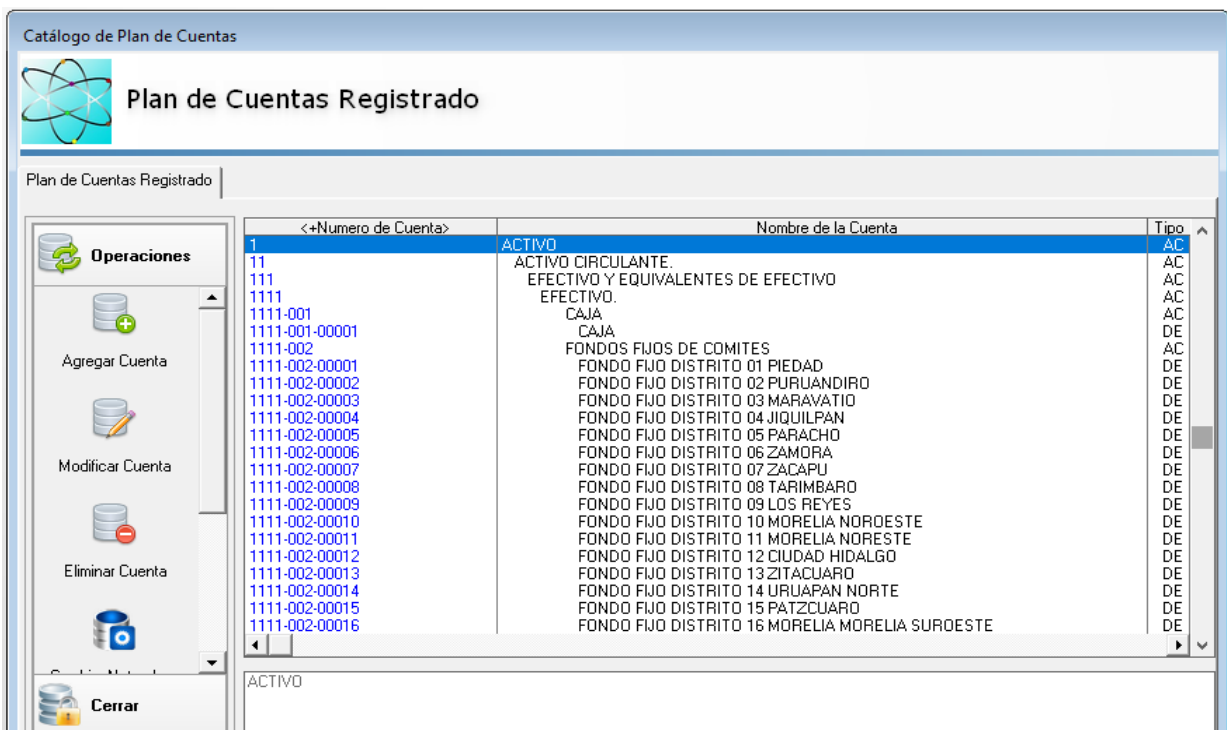 Catálogo de Plan de Cuentas
Plan de Cuentas Registrado
Plan de Cuentas Registrado
Operaciones
Agregar Cuenta
Modificar Cuenta
Eliminar Cuenta
Cerrar
<+Numero de Cuenta> Nombre de la Cuenta Tipo
1 ACTIVO AC
11 ACTIVO CIRCULANTE. AC
111 EFECTIVO Y EQUIVALENTES DE EFECTIVO AC
1111 EFECTIVO. AC
1111-001 CAJA AC
1111-001-00001 CAJA DE
1111-002 FONDOS FIJOS DE COMITES AC
1111-002-00001 FONDO FIJO DISTRITO 01 PIEDAD DE
1111-002-00002 FONDO FIJO DISTRITO 02 PURUANDIRO DE
1111-002-00003 FONDO FIJO DISTRITO 03 MARAVATIO DE
1111-002-00004 FONDO FIJO DISTRITO 04 JIQUILPAN DE
1111-002-00005 FONDO FIJO DISTRITO 05 PARACHO DE
1111-002-00006 FONDO FIJO DISTRITO 06 ZAMORA DE
1111-002-00007 FONDO FIJO DISTRITO 07 ZACAPU DE
1111-002-00008 FONDO FIJO DISTRITO 08 TARIMBARO DE
1111-002-00009 FONDO FIJO DISTRITO 09 LOS REYES DE
1111-002-00010 FONDO FIJO DISTRITO 10 MORELIA NOROESTE DE
1111-002-00011 FONDO FIJO DISTRITO 11 MORELIA NORESTE DE
1111-002-00012 FONDO FIJO DISTRITO 12 CIUDAD HIDALGO DE
1111-002-00013 FONDO FIJO DISTRITO 13 ZITACUARO DE
1111-002-00014 FONDO FIJO DISTRITO 14 URUAPAN NORTE DE
1111-002-00015 FONDO FIJO DISTRITO 15 PATZCUARO DE
1111-002-00016 FONDO FIJO DISTRITO 16 MORELIA MORELIA SUROESTE DE
ACTIVO